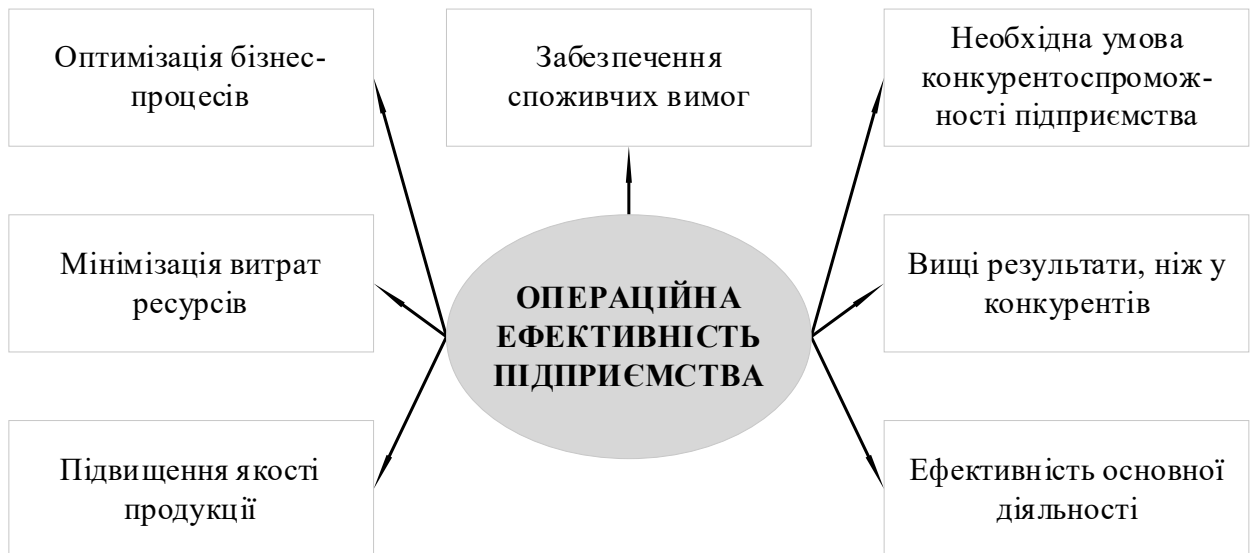 Оптимізація бізнес-
процесів
Забезпечення
споживчих вимог
Необхідна умова
конкурентоспромож-
ності підприємства
Мінімізація витрат
ресурсів
ОПЕРАЦІЙНА
ЕФЕКТИВНІСТЬ
ПІДПРИЄМСТВА
Вищі результати, ніж у
конкурентів
Підвищення якості
продукції
Ефективність основної
діяльності